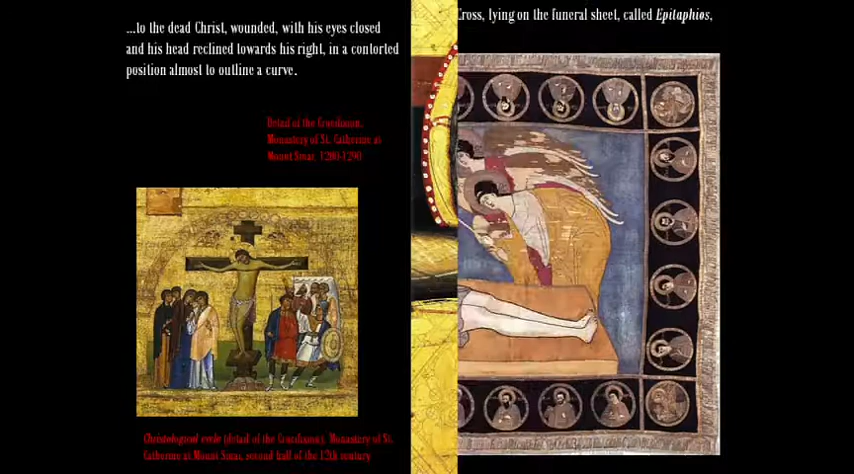 ...to the dead Christ, wounded, with his eyes closed
and his head reclined towards his right, in a contorted
position almost to outline a curve.
Detail of the Crucifixion,
Monastery of St. Catherine at
Mount Sinai, 1280-1290
Christological cycle (detail of the Crucifixion), Monastery of St.
Catherine at Mount Sinai, second half of the 12th century
Cross, lying on the funeral sheet, called Epitaphios,